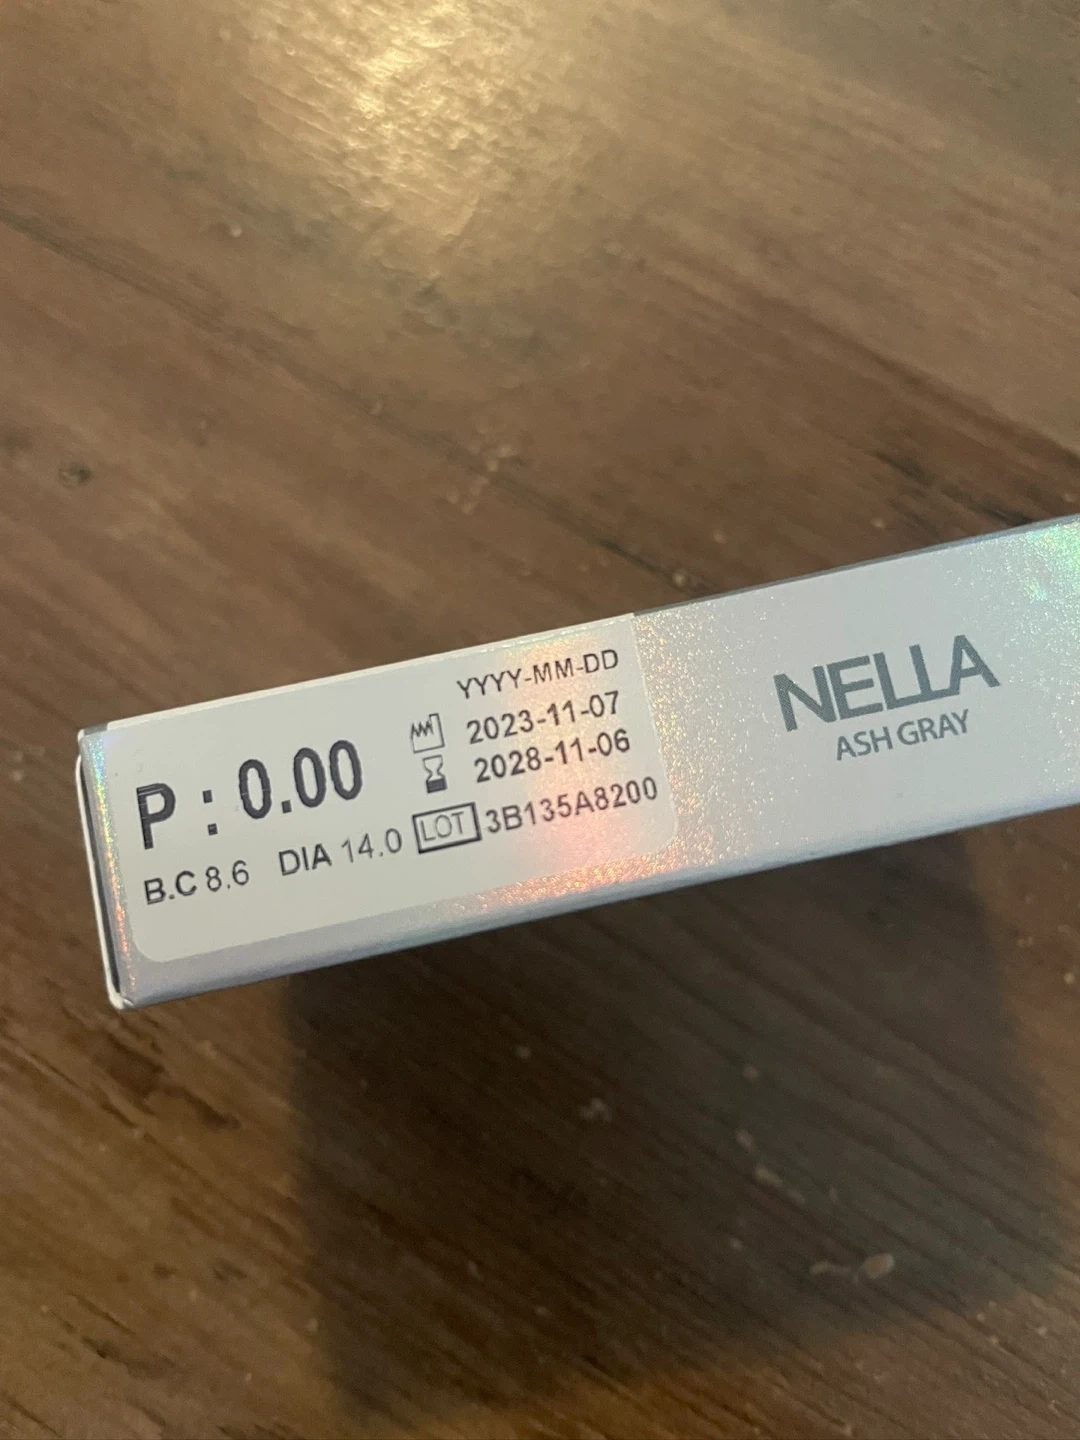 YYYY-MM-DD
2023-11-07
2028-11-06
P : 0.00
B.C 8.6 DIA 14.0 LOT 3B135A8200
NELLA
ASH GRAY